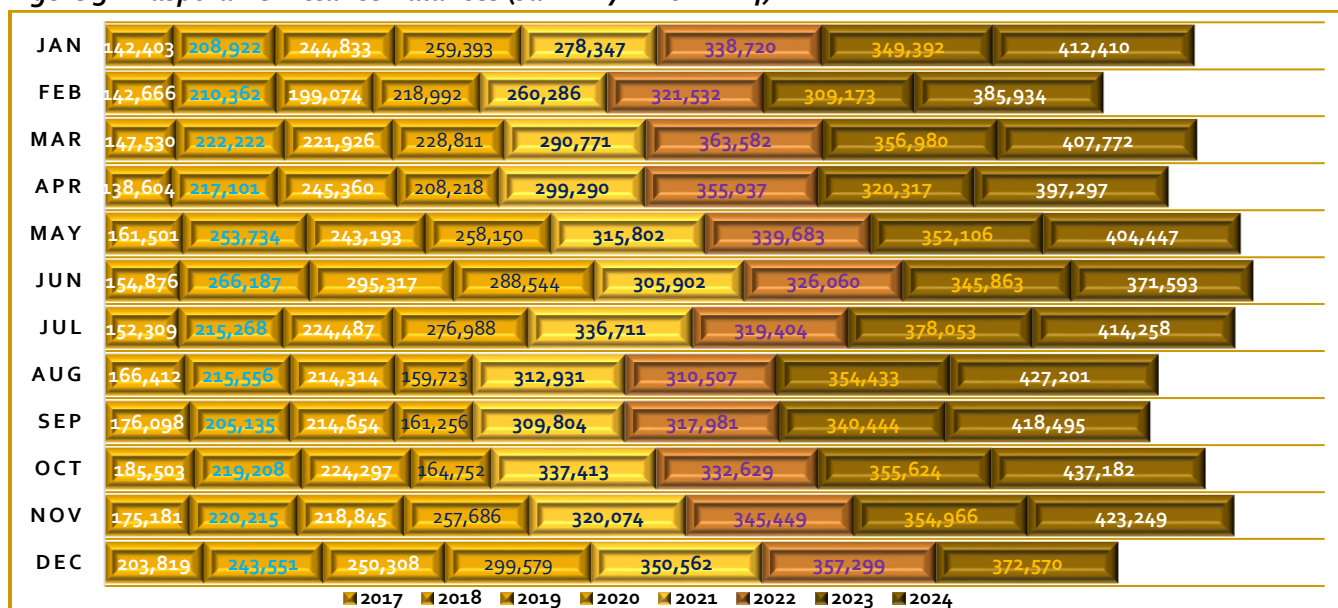 JAN 142,403 208,922 244,833 259,393 278,347 338,720 349,392 412,410
FEB 142,666 210,362 199,074 218,992 260,286 321,532 309,173 385,934
MAR 147,530 222,222 221,926 228,811 290,771 363,582 356,980 407,772
APR 138,604 217,101 245,360 208,218 299,290 355,037 320,317 397,297
MAY 161,501 253,734 243,193 258,150 315,802 339,683 352,106 404,447
JUN 154,876 266,187 295,317 288,544 305,902 326,060 345,863 371,593
JUL 152,309 215,268 224,487 276,988 336,711 319,404 378,053 414,258
AUG 166,412 215,556 214,314 159,723 312,931 310,507 354,433 427,201
SEP 176,098 205,135 214,654 161,256 309,804 317,981 340,444 418,495
OCT 185,503 219,208 224,297 164,752 337,413 332,629 355,624 437,182
NOV 175,181 220,215 218,845 257,686 320,074 345,449 354,966 423,249
DEC 203,819 243,551 250,308 299,579 350,562 357,299 372,570
2017 2018 2019 2020 2021 2022 2023 2024